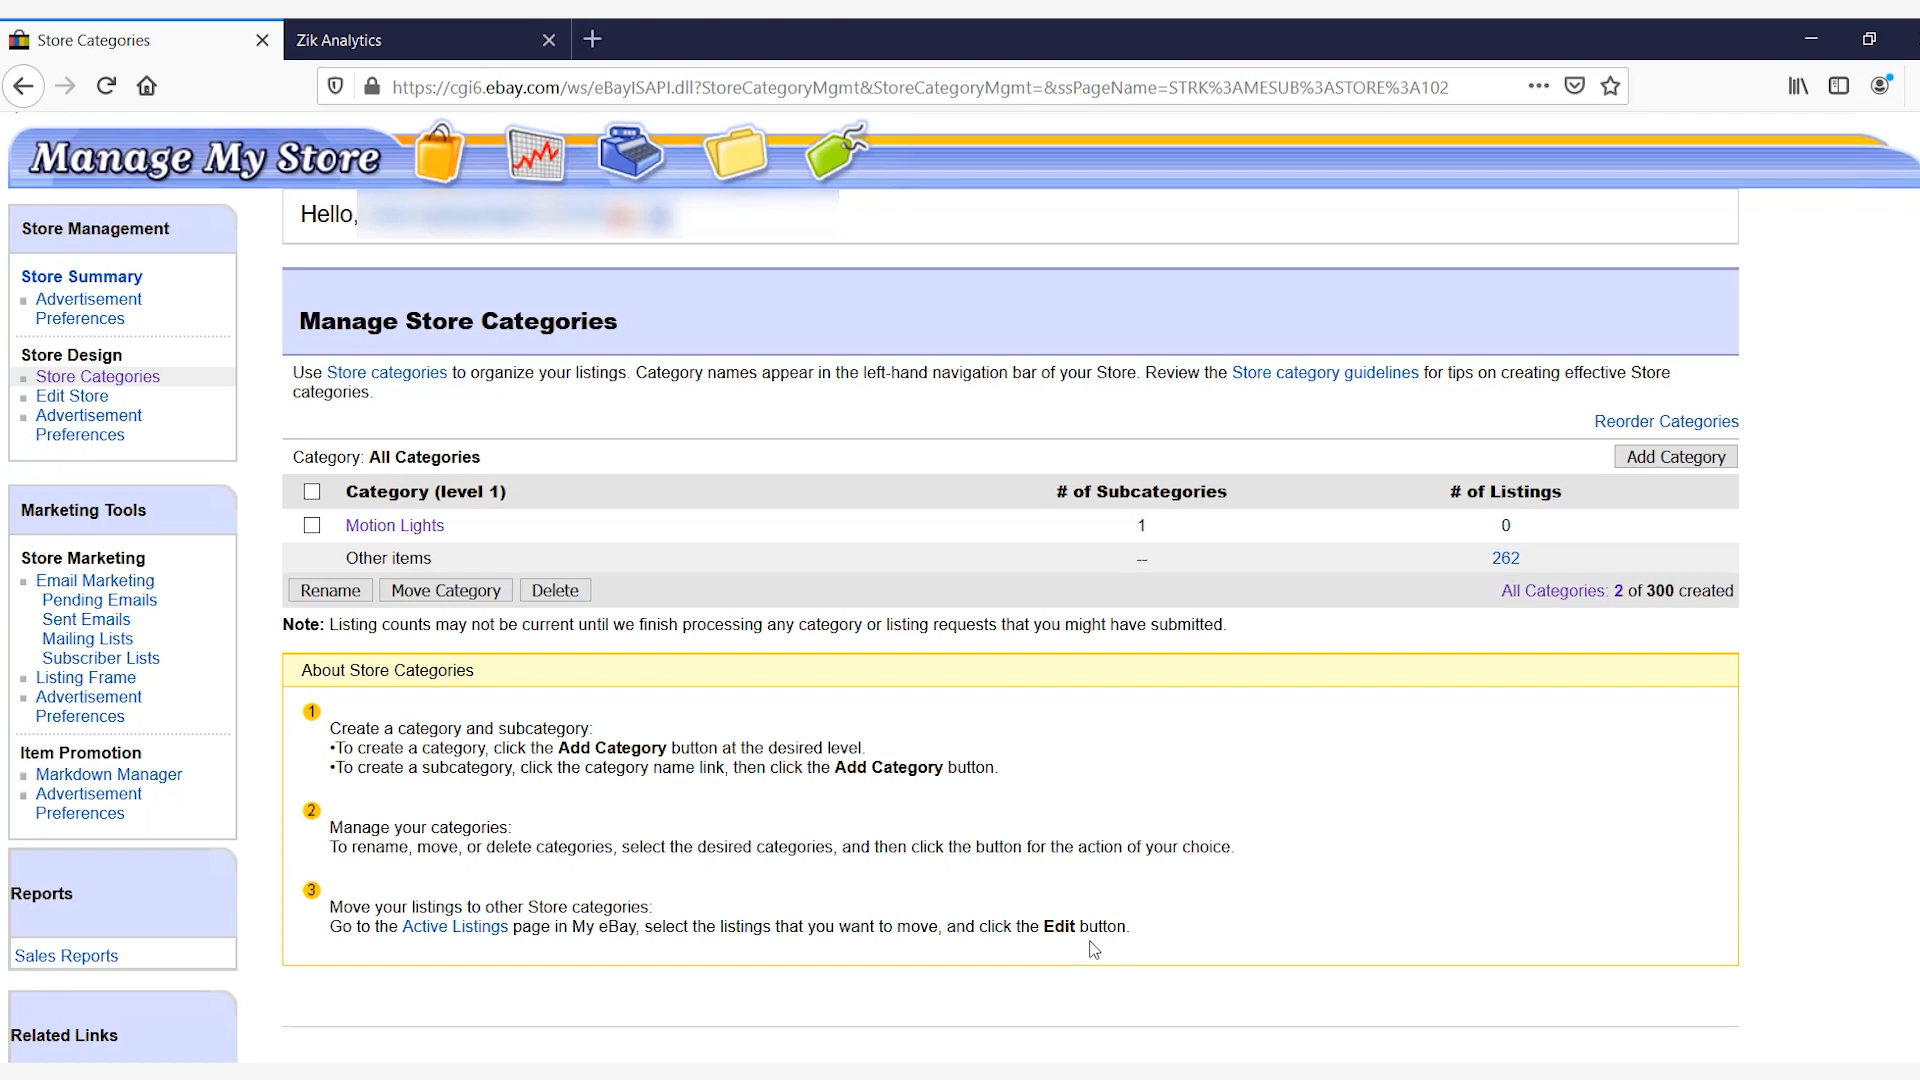 Store Categories
Zik Analytics
https://cgi6.ebay.com/ws/eBayISAPI.dll?StoreCategoryMgmt&StoreCategoryMgmt=&ssPageName=STRK%3AMESUB%3ASTORE%3A102
Manage My Store
Store Management
Store Summary
Advertisement
Preferences
Store Design
Store Categories
Edit Store
Advertisement
Preferences
Marketing Tools
Store Marketing
Email Marketing
Pending Emails
Sent Emails
Mailing Lists
Subscriber Lists
Listing Frame
Advertisement
Preferences
Item Promotion
Markdown Manager
Advertisement
Preferences
Reports
Sales Reports
Related Links
Hello,
Manage Store Categories
Use Store categories to organize your listings. Category names appear in the left-hand navigation bar of your Store. Review the Store category guidelines for tips on creating effective Store
categories.
Reorder Categories
Category: All Categories Add Category
Category (level 1) # of Subcategories # of Listings
Motion Lights 1 0
Other items -- 262
Rename Move Category Delete All Categories: 2 of 300 created
Note: Listing counts may not be current until we finish processing any category or listing requests that you might have submitted.
About Store Categories
1
Create a category and subcategory:
•To create a category, click the Add Category button at the desired level.
•To create a subcategory, click the category name link, then click the Add Category button.
2
Manage your categories:
To rename, move, or delete categories, select the desired categories, and then click the button for the action of your choice.
3
Move your listings to other Store categories:
Go to the Active Listings page in My eBay, select the listings that you want to move, and click the Edit button.